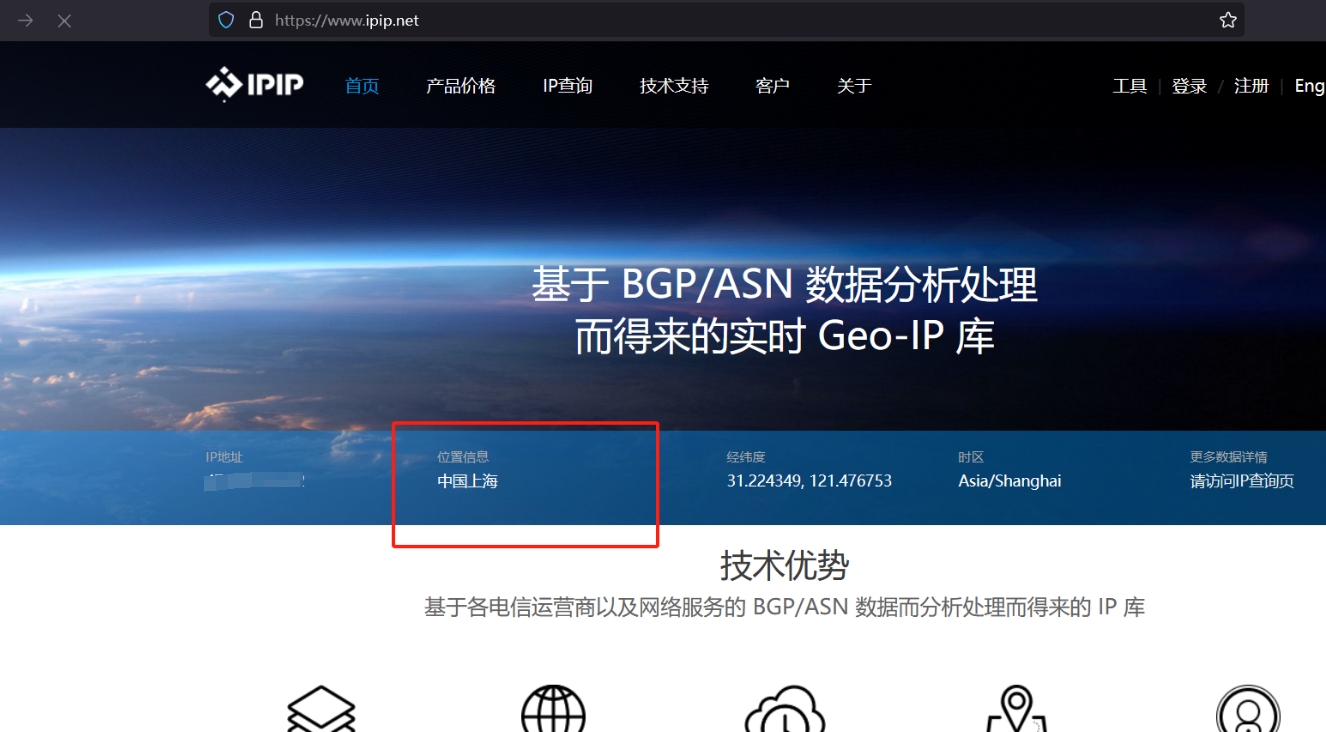 https://www.ipip.net
IPIP 首页 产品价格 IP查询 技术支持 客户 关于 工具 | 登录 / 注册 | Eng
基于 BGP/ASN 数据分析处理
而得来的实时 Geo-IP 库
IP地址 位置信息 经纬度 时区 更多数据详情
中国上海 31.224349, 121.476753 Asia/Shanghai 请访问IP查询页
技术优势
基于各电信运营商以及网络服务的 BGP/ASN 数据而分析处理而得来的 IP 库